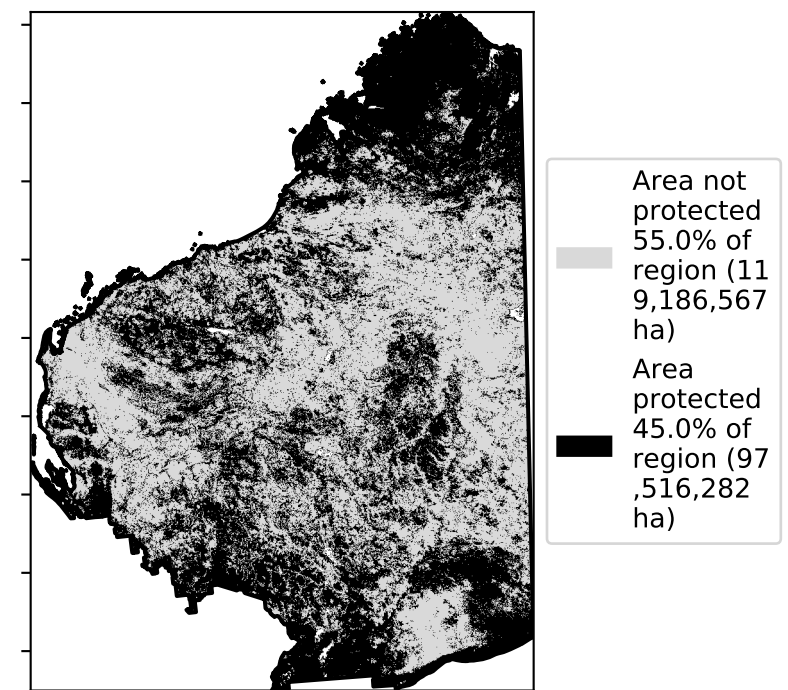 Area not
protected
55.0% of
region (11
9,186,567
ha)
Area
protected
45.0% of
region (97
,516,282
ha)